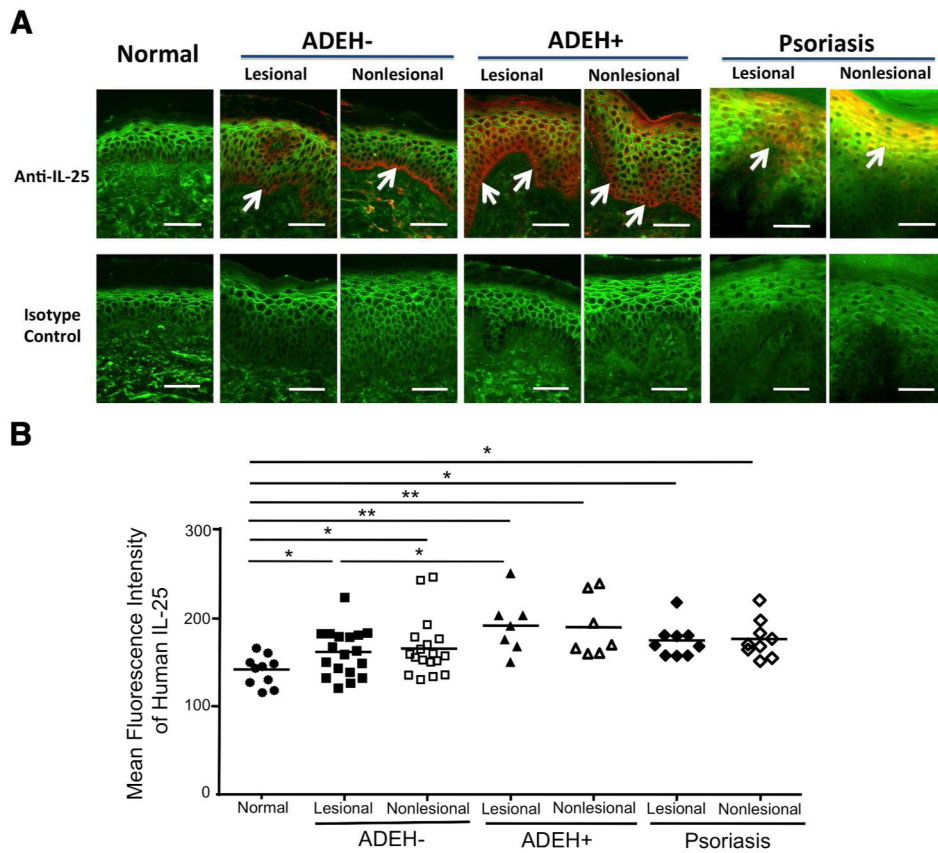 A
Normal
ADEH-
ADEH+
Psoriasis
Lesional
Nonlesional
Lesional
Nonlesional
Lesional
Nonlesional
Anti-IL-25
Isotype
Control
B
*
*
**
**
*
*
*
Mean Fluorescence Intensity
of Human IL-25
300
200
100
0
Normal
Lesional
Nonlesional
Lesional
Nonlesional
Lesional
Nonlesional
ADEH-
ADEH+
Psoriasis